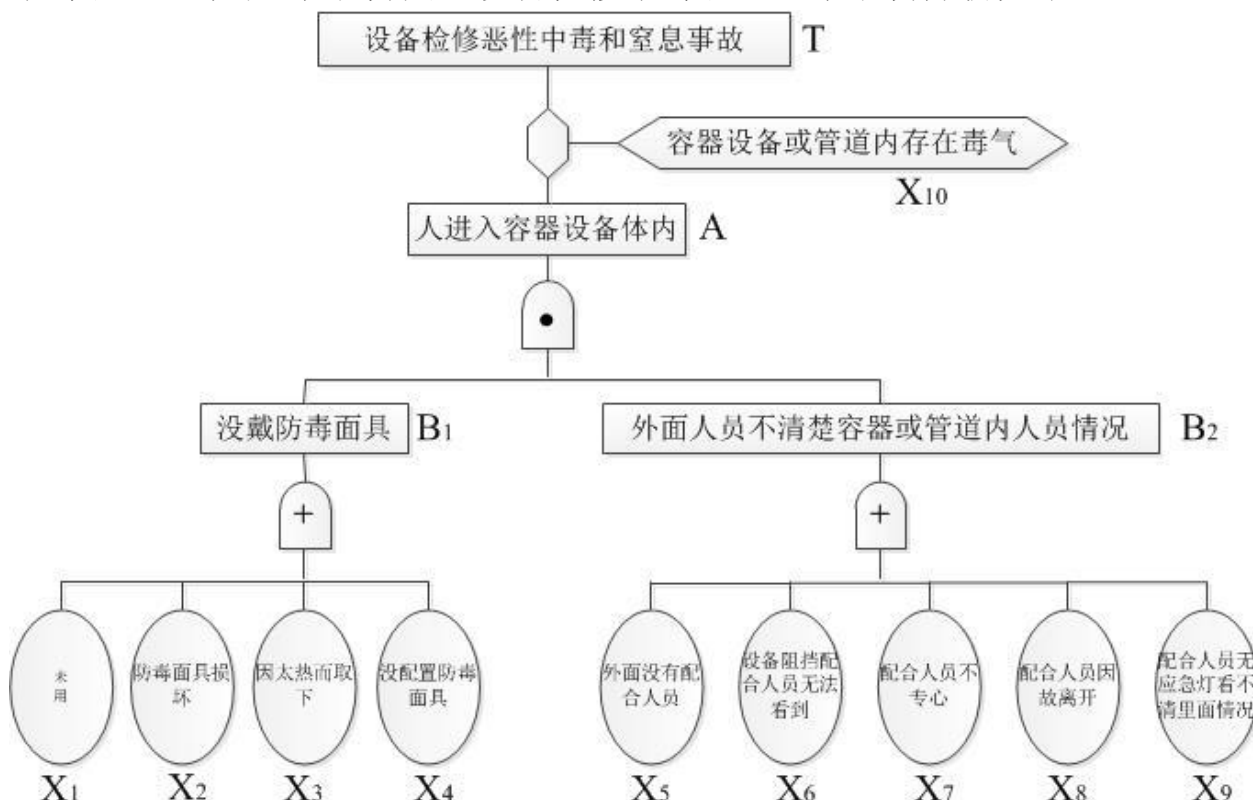 设备检修恶性中毒和窒息事故 T
容器设备或管道内存在毒气
X10
人进入容器设备体内 A
没戴防毒面具 B1
外面人员不清楚容器或管道内人员情况 B2
+
+
未
用
防毒面具损
坏
因太热而取
下
没配置防毒
面具
外面没有配
合人员
设备阻挡配
合人员无法
看到
配合人员不
专心
配合人员因
故离开
配合人员无
应急灯看不
清里面情况
X1 X2 X3 X4 X5 X6 X7 X8 X9